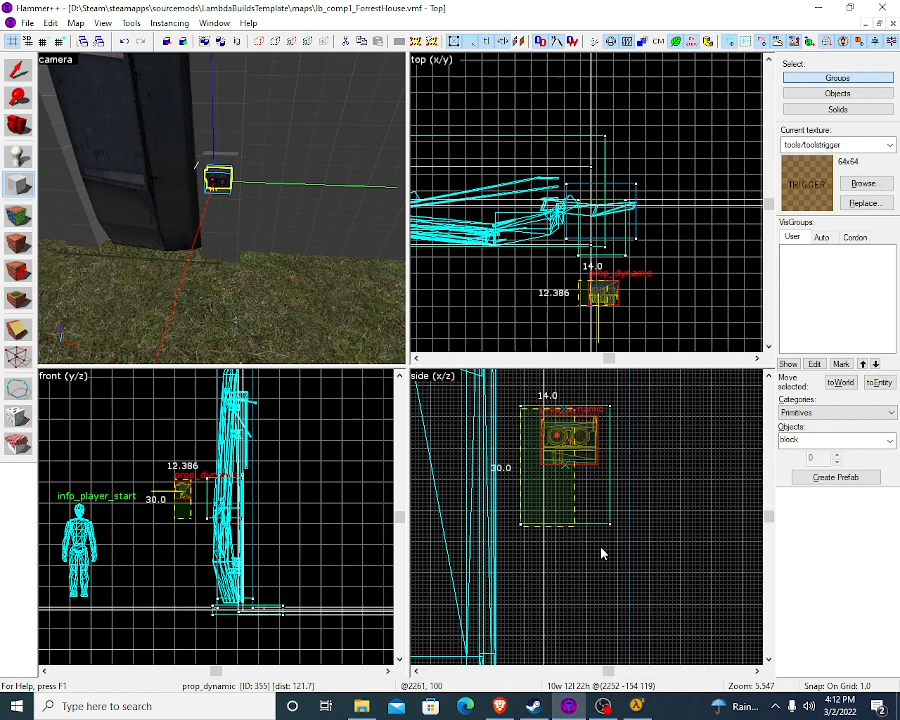 Hammer++ - [D:\Steam\steamapps\sourcemods\LambdaBuildsTemplate\maps\lb_comp1_ForrestHouse.vmf - Top]
File Edit Map View Tools Instancing Window Help
camera
top (x/y)
14.0
prop_dynamic
12.386
front (y/z)
12.386
prop_dynamic
info_player_start
30.0
side (x/z)
14.0
30.0
Select:
Groups
Objects
Solids
Current texture:
tools/toolstrigger
64x64
TRIGGER
Browse...
Replace...
VisGroups:
User Auto Cordon
Show Edit Mark
Move selected:
toWorld toEntity
Categories:
Primitives
Objects:
block
0
Create Prefab
For Help, press F1
prop_dynamic (ID: 355) [dist: 121.7]
@2261, 100
10w 12l 22h @(2252 -154 119)
Zoom: 5.547
Snap: On Grid: 1.0
Type here to search
Rain...
4:12 PM
3/2/2022
2